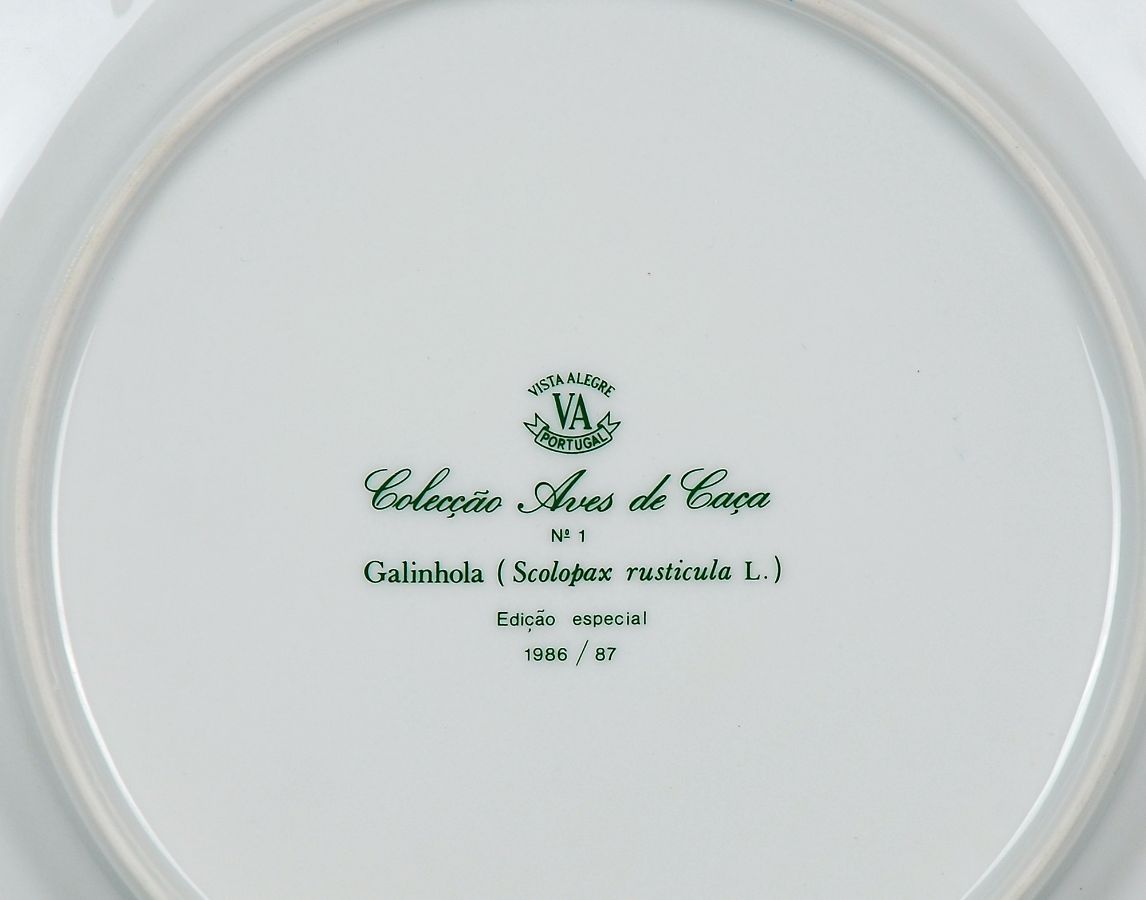 VISTA ALEGRE
VA
PORTUGAL
Colecção Aves de Caça
Nº 1
Galinhola (Scolopax rusticula L.)
Edição especial
1986 / 87